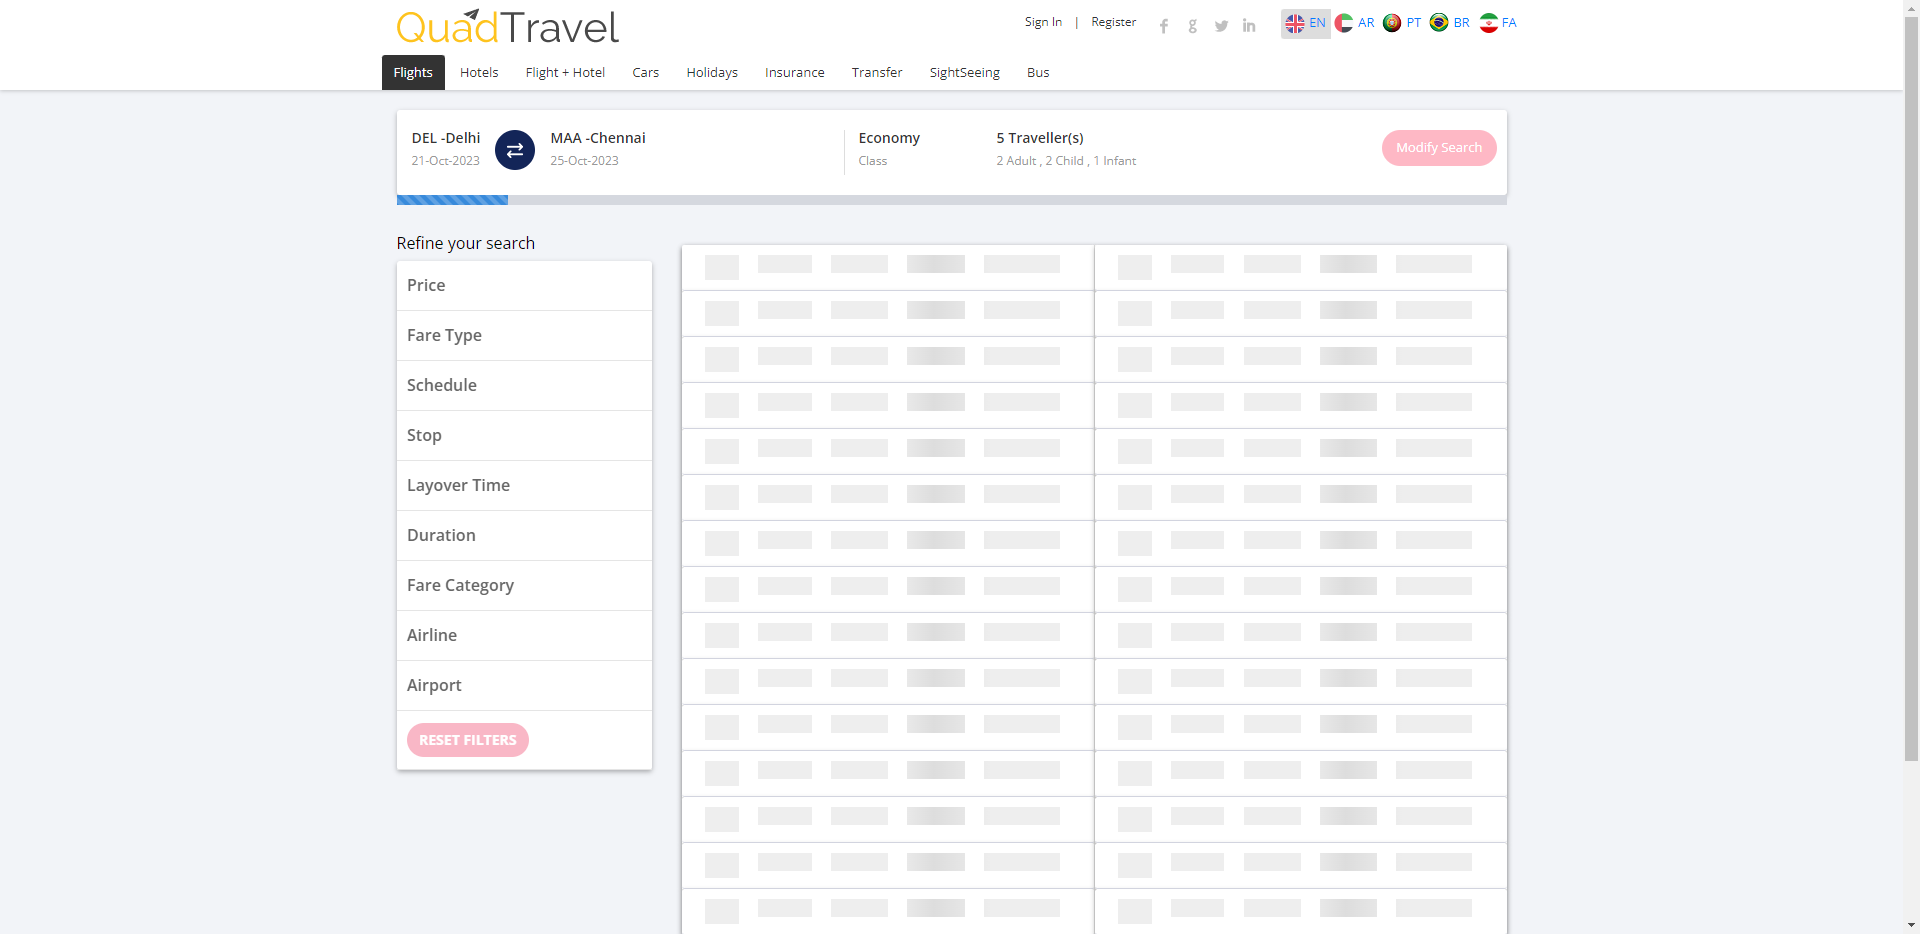 QuadTravel
Sign In | Register
EN AR PT BR FA
Flights Hotels Flight + Hotel Cars Holidays Insurance Transfer SightSeeing Bus
DEL -Delhi MAA -Chennai Economy 5 Traveller(s)
21-Oct-2023 25-Oct-2023 Class 2 Adult , 2 Child , 1 Infant
Modify Search
Refine your search
Price
Fare Type
Schedule
Stop
Layover Time
Duration
Fare Category
Airline
Airport
RESET FILTERS